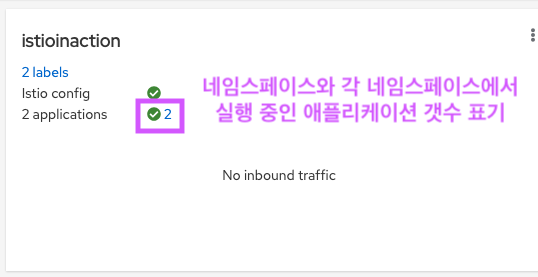 istioinaction
2 labels
Istio config
2 applications 2
네임스페이스와 각 네임스페이스에서
실행 중인 애플리케이션 갯수 표기
No inbound traffic